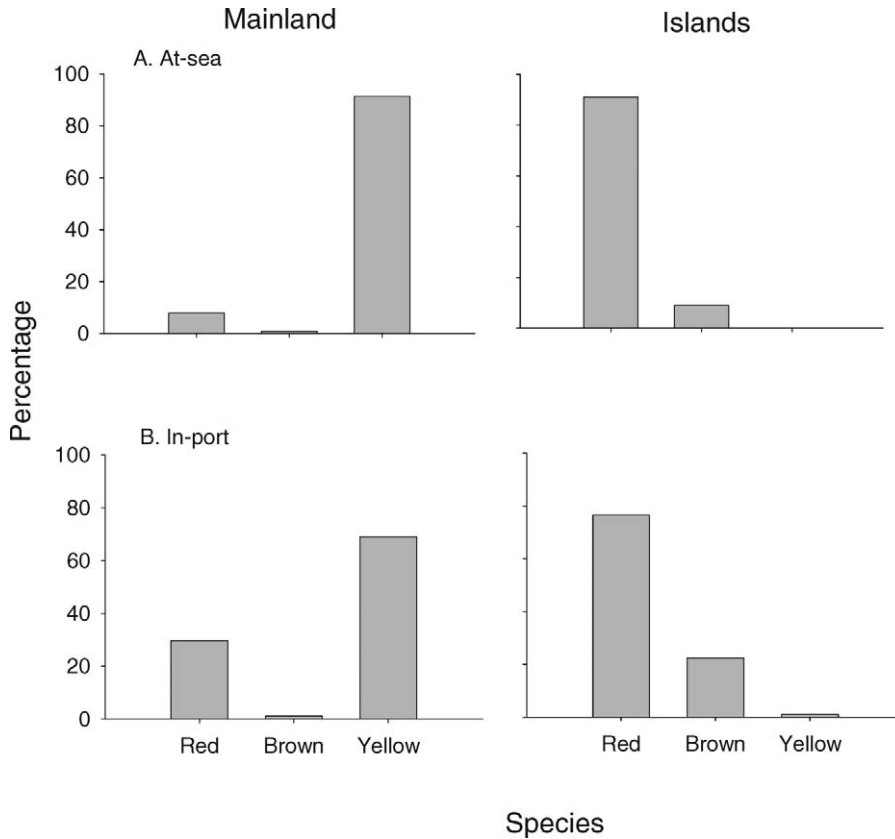 Mainland
Islands
A. At-sea
100
80
60
40
20
0
Percentage
B. In-port
100
80
60
40
20
0
Red Brown Yellow
Red Brown Yellow
Species